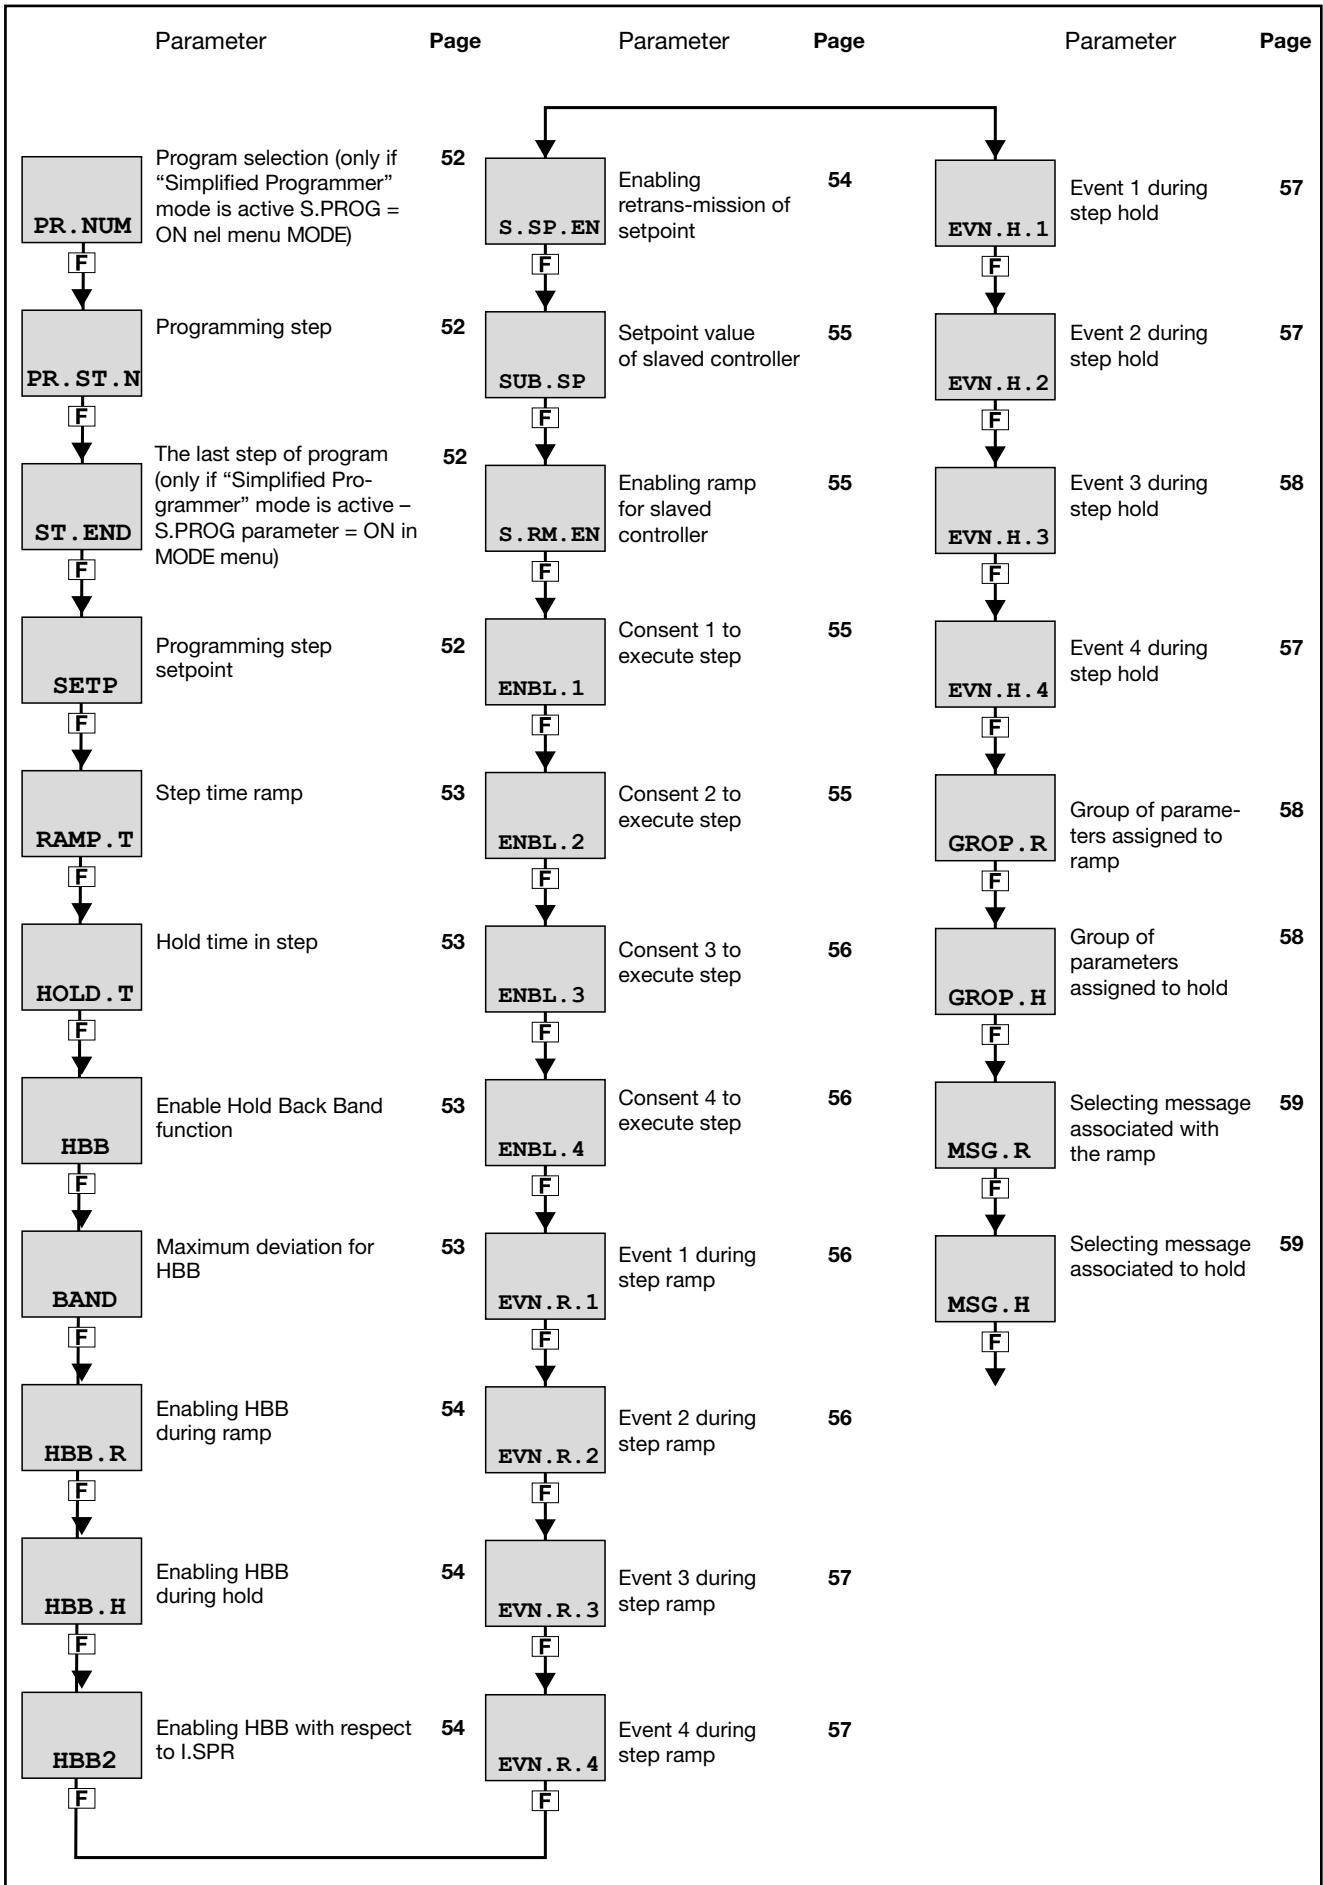 Parameter Page Parameter Page Parameter Page
PR.NUM
Program selection (only if
“Simplified Programmer”
mode is active S.PROG =
ON nel menu MODE)
52
F
PR.ST.N
Programming step
52
F
ST.END
The last step of program
(only if “Simplified Pro-
grammer” mode is active –
S.PROG parameter = ON in
MODE menu)
52
F
SETP
Programming step
setpoint
52
F
RAMP.T
Step time ramp
53
F
HOLD.T
Hold time in step
53
F
HBB
Enable Hold Back Band
function
53
F
BAND
Maximum deviation for
HBB
53
F
HBB.R
Enabling HBB
during ramp
54
F
HBB.H
Enabling HBB
during hold
54
F
HBB2
Enabling HBB with respect
to I.SPR
54
F
S.SP.EN
Enabling
retrans-mission of
setpoint
54
F
SUB.SP
Setpoint value
of slaved controller
55
F
S.RM.EN
Enabling ramp
for slaved
controller
55
F
ENBL.1
Consent 1 to
execute step
55
F
ENBL.2
Consent 2 to
execute step
55
F
ENBL.3
Consent 3 to
execute step
56
F
ENBL.4
Consent 4 to
execute step
56
F
EVN.R.1
Event 1 during
step ramp
56
F
EVN.R.2
Event 2 during
step ramp
56
F
EVN.R.3
Event 3 during
step ramp
57
F
EVN.R.4
Event 4 during
step ramp
57
F
EVN.H.1
Event 1 during
step hold
57
F
EVN.H.2
Event 2 during
step hold
57
F
EVN.H.3
Event 3 during
step hold
58
F
EVN.H.4
Event 4 during
step hold
57
F
GROP.R
Group of parame-
ters assigned to
ramp
58
F
GROP.H
Group of
parameters
assigned to hold
58
F
MSG.R
Selecting message
associated with
the ramp
59
F
MSG.H
Selecting message
associated to hold
59
F